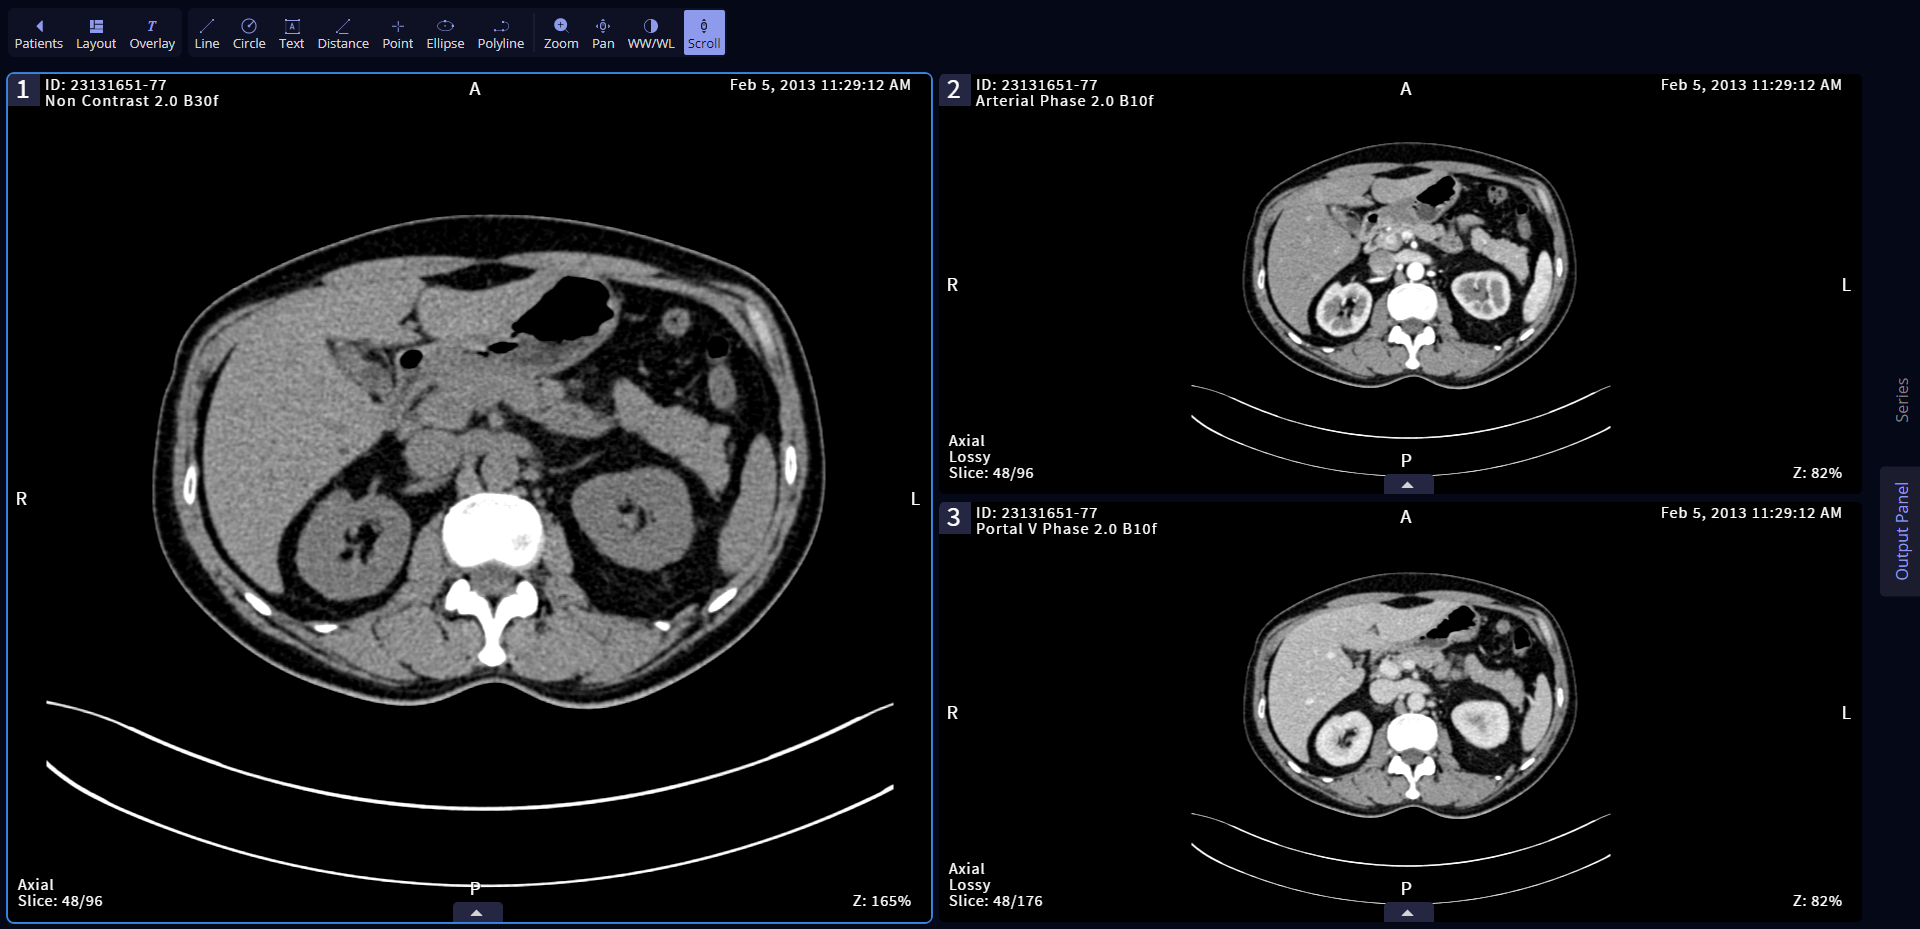 Patients Layout Overlay Line Circle Text Distance Point Ellipse Polyline Zoom Pan WW/WL Scroll
1 ID: 23131651-77 A Feb 5, 2013 11:29:12 AM
Non Contrast 2.0 B30f
R L
Axial
Slice: 48/96 P Z: 165%
2 ID: 23131651-77 A Feb 5, 2013 11:29:12 AM
Arterial Phase 2.0 B10f
R L
Axial
Lossy
P
Slice: 48/96 Z: 82%
3 ID: 23131651-77 A Feb 5, 2013 11:29:12 AM
Portal V Phase 2.0 B10f
R L
Axial
Lossy
P
Slice: 48/176 Z: 82%
Series
Output Panel